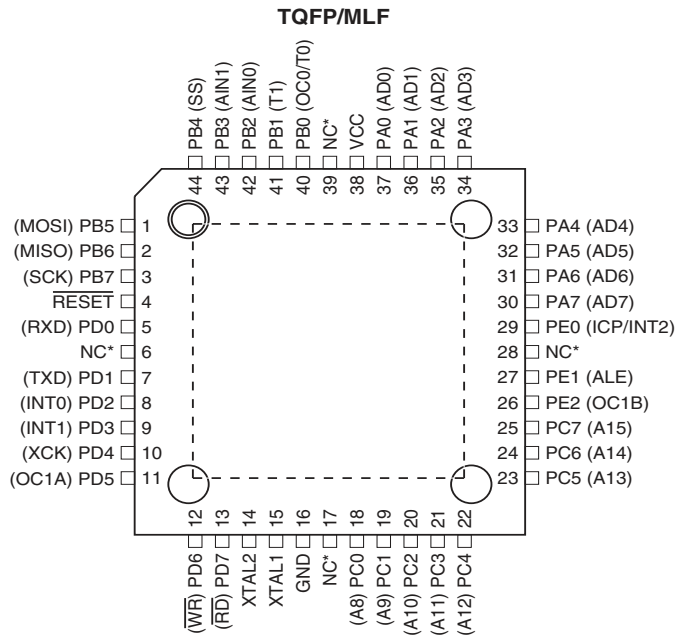 TQFP/MLF
PB4 (SS)
PB3 (AIN1)
PB2 (AIN0)
PB1 (T1)
PB0 (OC0/T0)
NC*
VCC
PA0 (AD0)
PA1 (AD1)
PA2 (AD2)
PA3 (AD3)
44 43 42 41 40 39 38 37 36 35 34
(MOSI) PB5 1
(MISO) PB6 2
(SCK) PB7 3
RESET 4
(RXD) PD0 5
NC* 6
(TXD) PD1 7
(INT0) PD2 8
(INT1) PD3 9
(XCK) PD4 10
(OC1A) PD5 11
33 PA4 (AD4)
32 PA5 (AD5)
31 PA6 (AD6)
30 PA7 (AD7)
29 PE0 (ICP/INT2)
28 NC*
27 PE1 (ALE)
26 PE2 (OC1B)
25 PC7 (A15)
24 PC6 (A14)
23 PC5 (A13)
12 13 14 15 16 17 18 19 20 21 22
(WR) PD6
(RD) PD7
XTAL2
XTAL1
GND
NC*
(A8) PC0
(A9) PC1
(A10) PC2
(A11) PC3
(A12) PC4